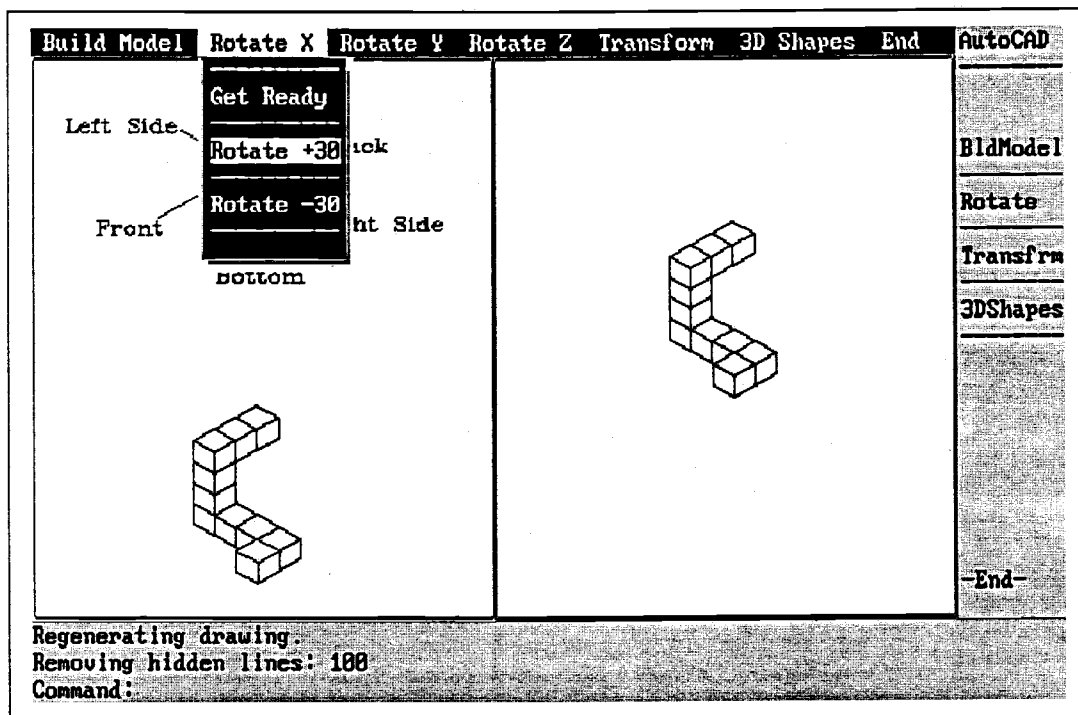 Build Model Rotate X Rotate Y Rotate Z Transform 3D Shapes End
AutoCAD
Get Ready
Rotate +30
Rotate -30
Left Side
Front
ht Side
Bottom
BldModel
Rotate
Transfrm
3DShapes
-End-
Regenerating drawing.
Removing hidden lines: 100
Command: